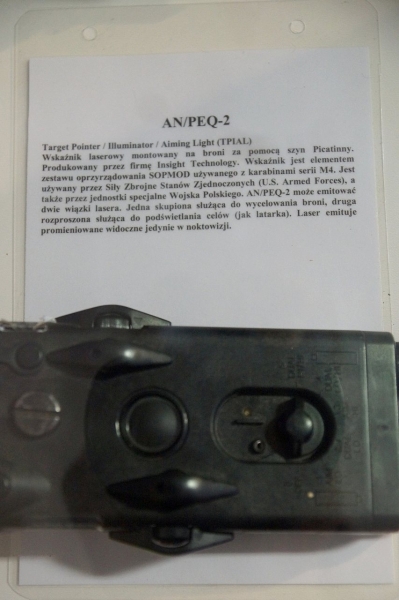 AN/PEQ-2
Target Pointer / Illuminator / Aiming Light (TPIAL)
Wskaźnik laserowy montowany na broni za pomocą szyn Picatinny.
Produkowany przez firmę Insight Technology. Wskaźnik jest elementem
zestawu oprzyrządowania SOPMOD używanego z karabinami serii M4. Jest
używany przez Siły Zbrojne Stanów Zjednoczonych (U.S. Armed Forces), a
także przez jednostki specjalne Wojska Polskiego. AN/PEQ-2 może emitować
dwie wiązki lasera. Jedna skupiona służąca do wycelowania broni, druga
rozproszona służąca do podświetlania celów (jak latarka). Laser emituje
promieniowane widoczne jedynie w noktowizji.